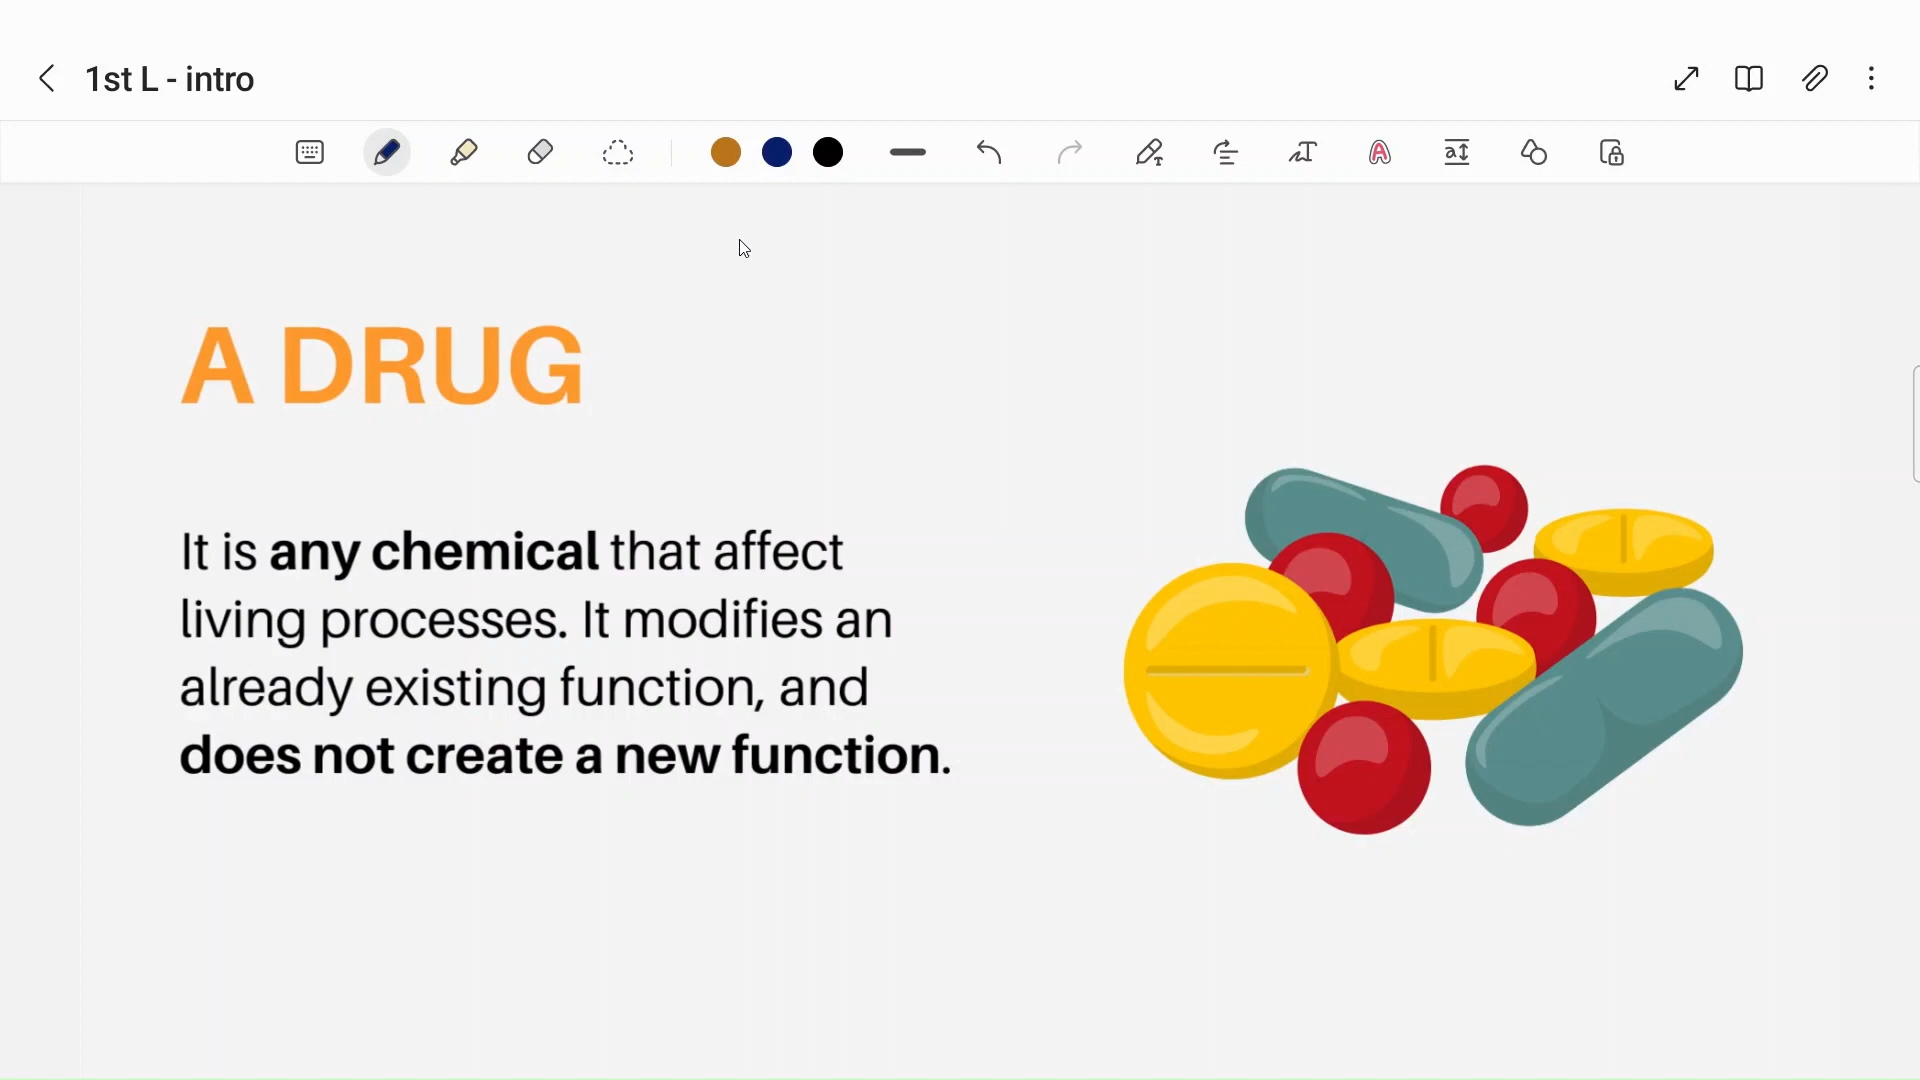 1st L - intro
A DRUG
It is any chemical that affect
living processes. It modifies an
already existing function, and
does not create a new function.